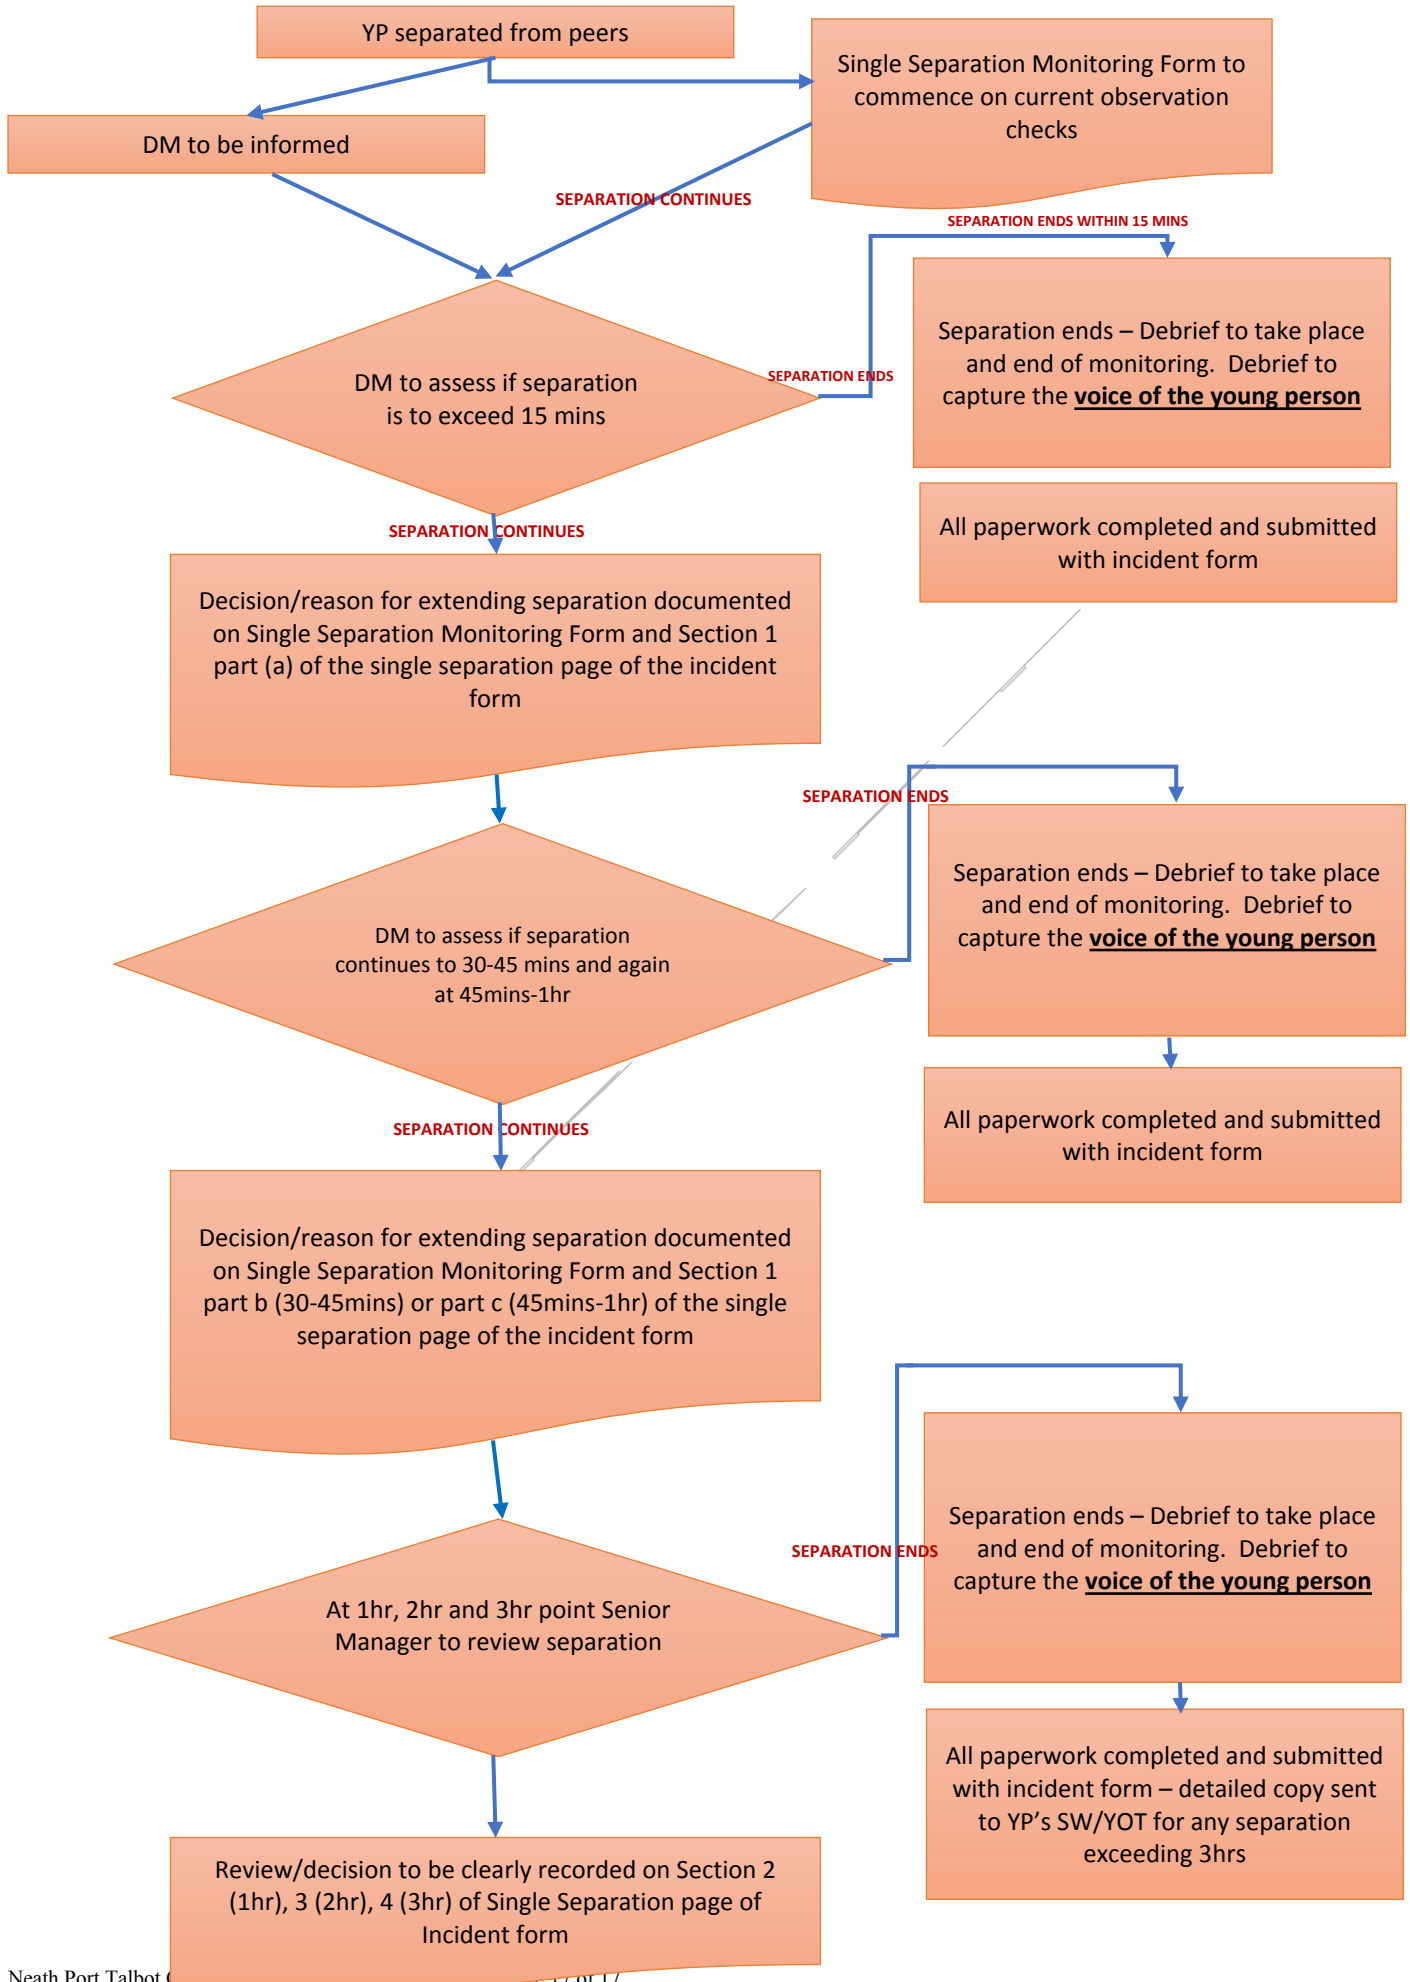 YP separated from peers
Single Separation Monitoring Form to
commence on current observation
checks
DM to be informed
SEPARATION CONTINUES
SEPARATION ENDS WITHIN 15 MINS
Separation ends – Debrief to take place
and end of monitoring. Debrief to
capture the voice of the young person
DM to assess if separation
is to exceed 15 mins
SEPARATION ENDS
All paperwork completed and submitted
with incident form
SEPARATION CONTINUES
Decision/reason for extending separation documented
on Single Separation Monitoring Form and Section 1
part (a) of the single separation page of the incident
form
SEPARATION ENDS
Separation ends – Debrief to take place
and end of monitoring. Debrief to
capture the voice of the young person
DM to assess if separation
continues to 30-45 mins and again
at 45mins-1hr
All paperwork completed and submitted
with incident form
SEPARATION CONTINUES
Decision/reason for extending separation documented
on Single Separation Monitoring Form and Section 1
part b (30-45mins) or part c (45mins-1hr) of the single
separation page of the incident form
Separation ends – Debrief to take place
and end of monitoring. Debrief to
capture the voice of the young person
SEPARATION ENDS
At 1hr, 2hr and 3hr point Senior
Manager to review separation
All paperwork completed and submitted
with incident form – detailed copy sent
to YP's SW/YOT for any separation
exceeding 3hrs
Review/decision to be clearly recorded on Section 2
(1hr), 3 (2hr), 4 (3hr) of Single Separation page of
Incident form
Neath Port Talbot 17 of 17